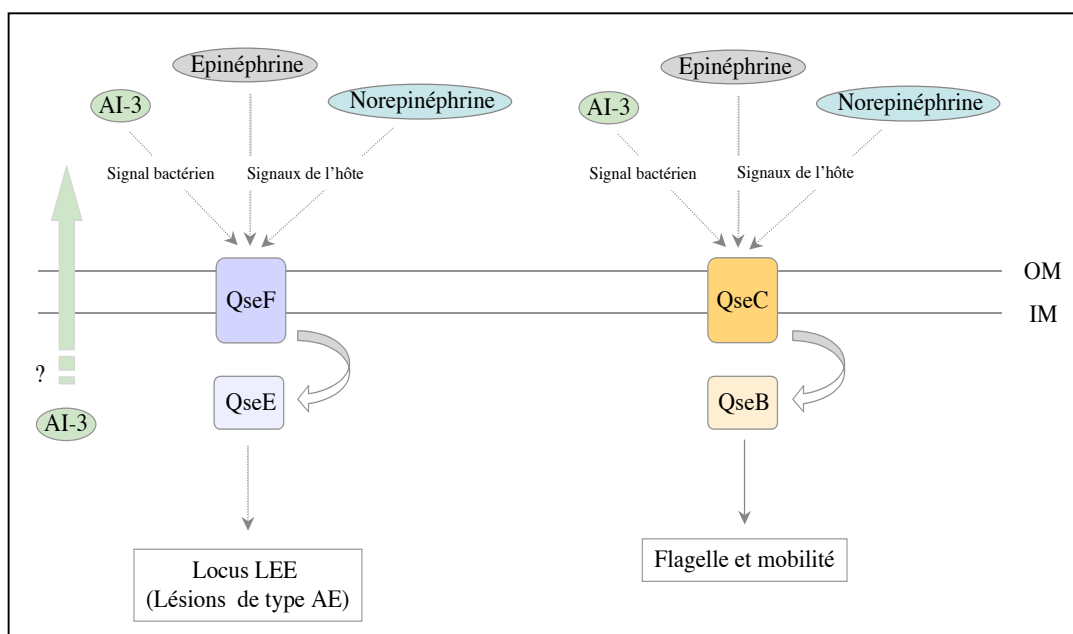 Epinéphrine
AI-3
Norepinéphrine
Signal bactérien
Signaux de l’hôte
Epinéphrine
AI-3
Norepinéphrine
Signal bactérien
Signaux de l’hôte
OM
IM
QseF
QseC
?
AI-3
QseE
QseB
Locus LEE
(Lésions de type AE)
Flagelle et mobilité